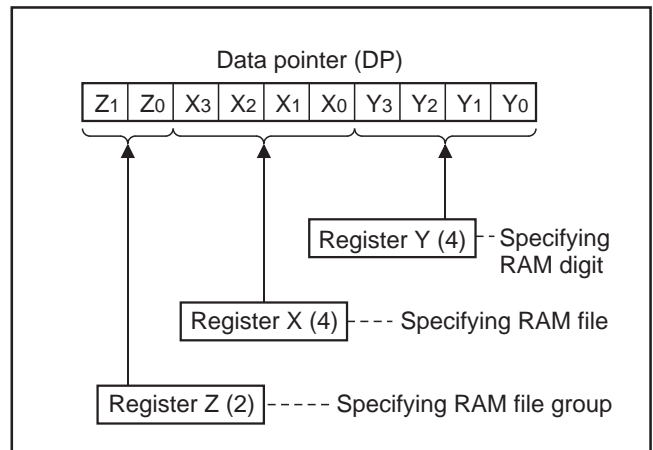 Data pointer (DP)
Z1 Z0 X3 X2 X1 X0 Y3 Y2 Y1 Y0
Register Y (4) Specifying
RAM digit
Register X (4) Specifying RAM file
Register Z (2) Specifying RAM file group